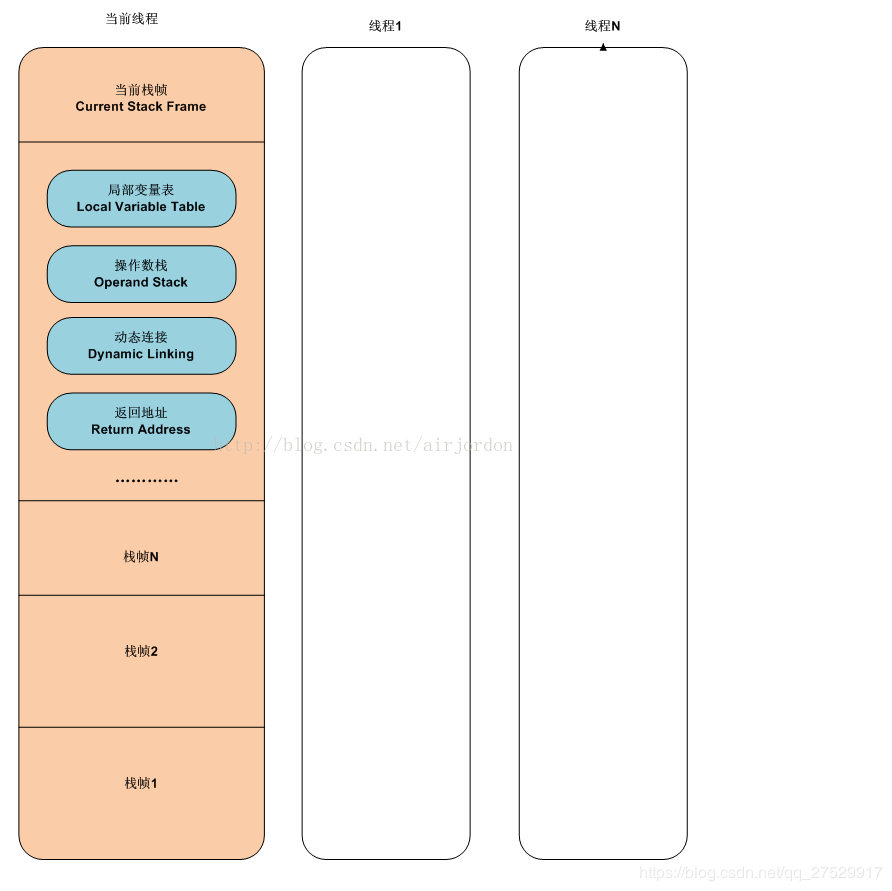 当前线程
线程1
线程N
当前栈帧
Current Stack Frame
局部变量表
Local Variable Table
操作数栈
Operand Stack
动态连接
Dynamic Linking
返回地址
Return Address
http://blog.csdn.net/airjordon
…………
栈帧N
栈帧2
栈帧1
https://blog.csdn.net/qq_27529917